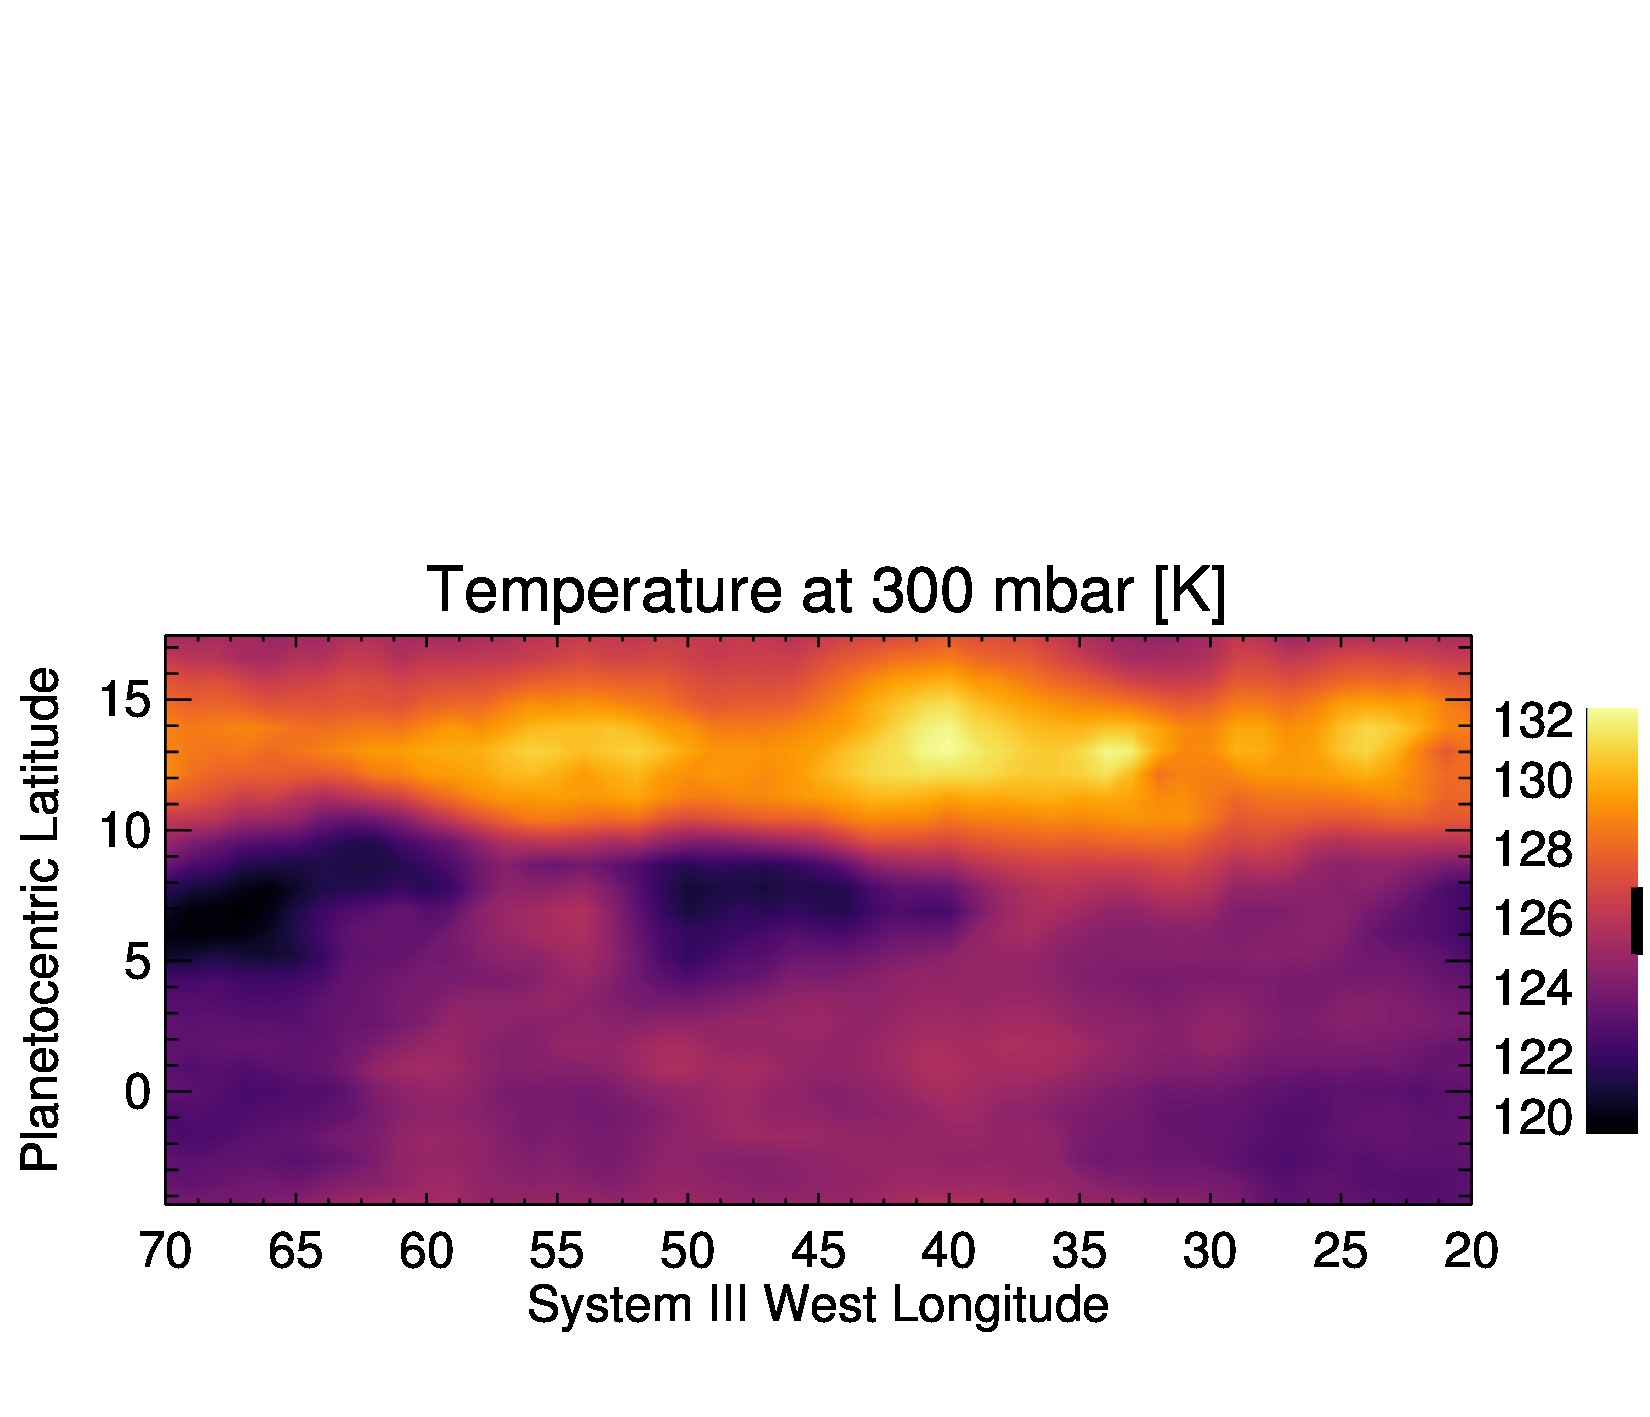 Temperature at 300 mbar [K]
Planetocentric Latitude
15
10
5
0
70 65 60 55 50 45 40 35 30 25 20
System III West Longitude
132
130
128
126
124
122
120